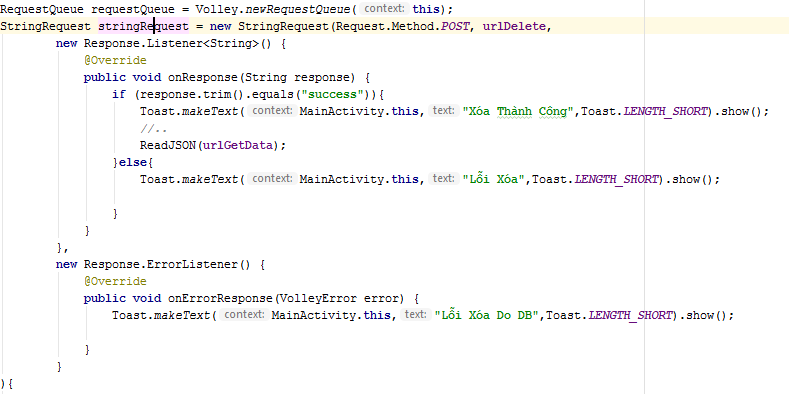 RequestQueue requestQueue = Volley.newRequestQueue( context: this);
StringRequest stringRequest = new StringRequest(Request.Method.POST, urlDelete,
new Response.Listener<String>() {
@Override
public void onResponse(String response) {
if (response.trim().equals("success")){
Toast.makeText( context: MainActivity.this, text: "Xóa Thành Công",Toast.LENGTH_SHORT).show();
//..
ReadJSON(urlGetData);
}else{
Toast.makeText( context: MainActivity.this, text: "Lỗi Xóa",Toast.LENGTH_SHORT).show();
}
}
},
new Response.ErrorListener() {
@Override
public void onErrorResponse(VolleyError error) {
Toast.makeText( context: MainActivity.this, text: "Lỗi Xóa Do DB",Toast.LENGTH_SHORT).show();
}
}
){